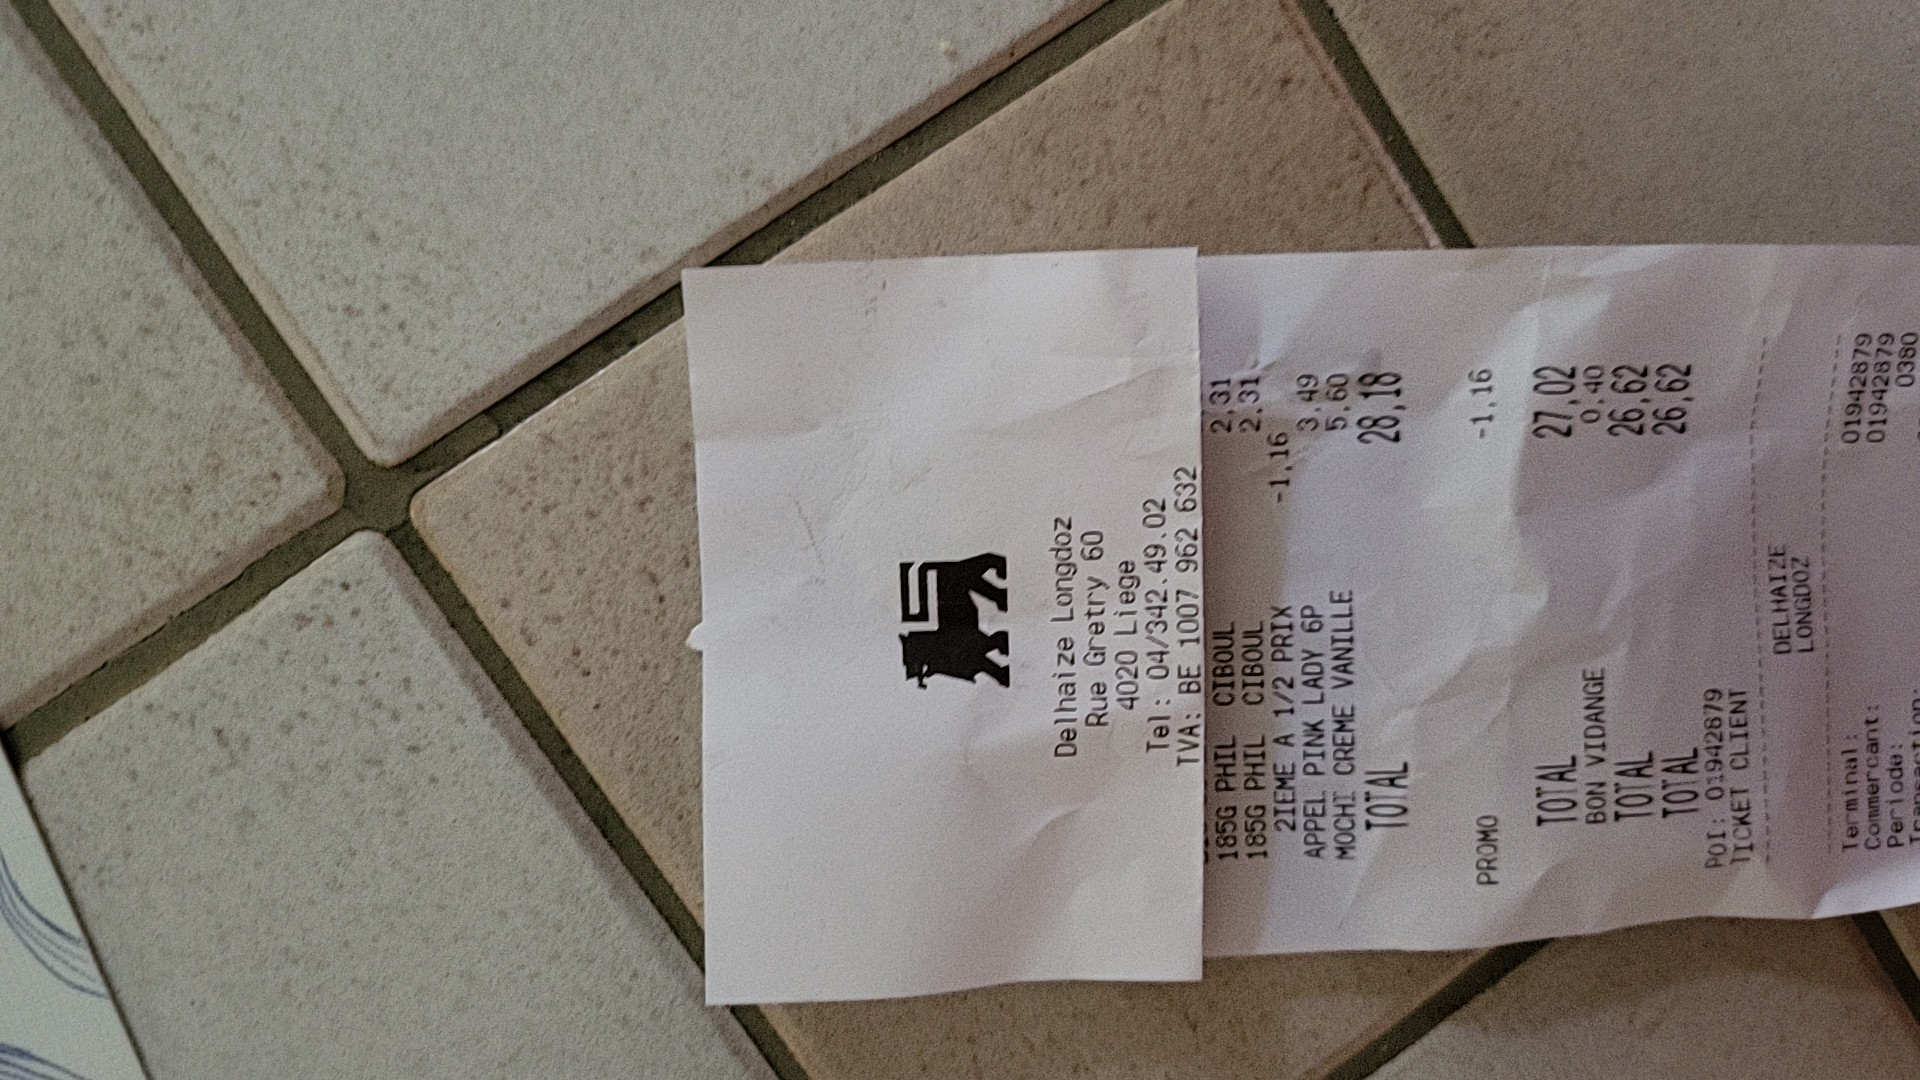 Delhaize Longdoz
Rue Gretry 60
4020 Liege
Tel: 04/342.49.02
TVA: BE 1007 962 632
185G PHIL CIBOUL 2,31
185G PHIL CIBOUL 2,31
2IEME A 1/2 PRIX -1,16
APPEL PINK LADY 6P 3,49
MOCHI CREME VANILLE 5,60
TOTAL 28,18
PROMO -1,16
TOTAL 27,02
BON VIDANGE 0,40
TOTAL 26,62
TOTAL 26,62
POI: 01942879
TICKET CLIENT
DELHAIZE
LONGDOZ
Terminal: 01942879
Commercant: 01942879
Periode: 0380
Transaction: